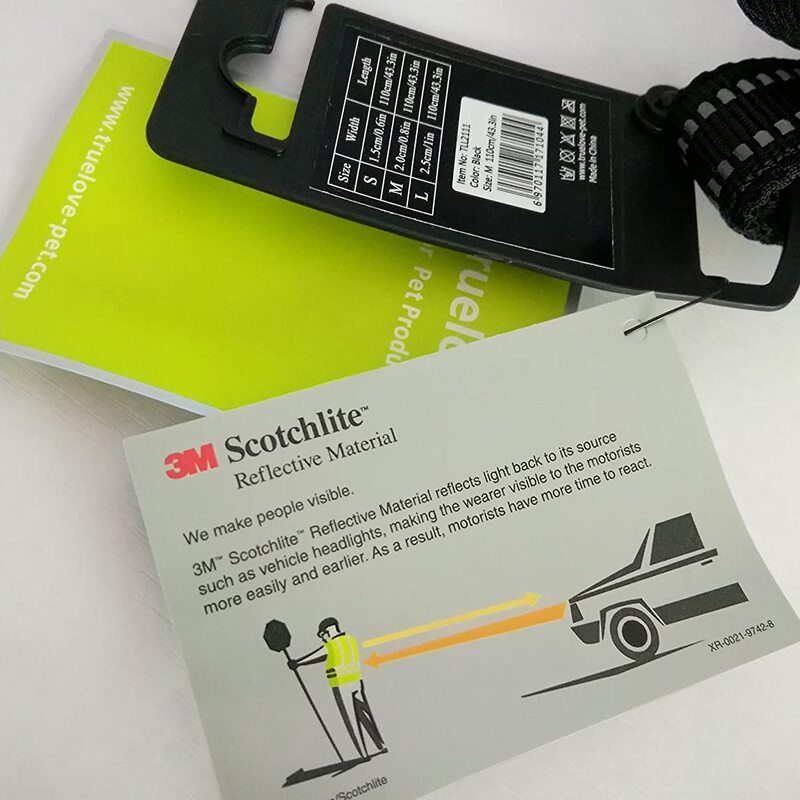 www.truelove-pet.com
truelo
r Pet Produ
Size Width Length
S 1.5cm/0.6in 110cm/43.3in
M 2.0cm/0.8in 110cm/43.3in
L 2.5cm/1in 110cm/43.3in
Item No: TLL2111
Color: Black
Size: M 110cm/43.3in
6 970117 171044
www.truelove-pet.com
Made in China
3M Scotchlite™
Reflective Material
We make people visible.
3M™ Scotchlite™ Reflective Material reflects light back to its source
such as vehicle headlights, making the wearer visible to the motorists
more easily and earlier. As a result, motorists have more time to react.
XR-0021-9742-8
/Scotchlite